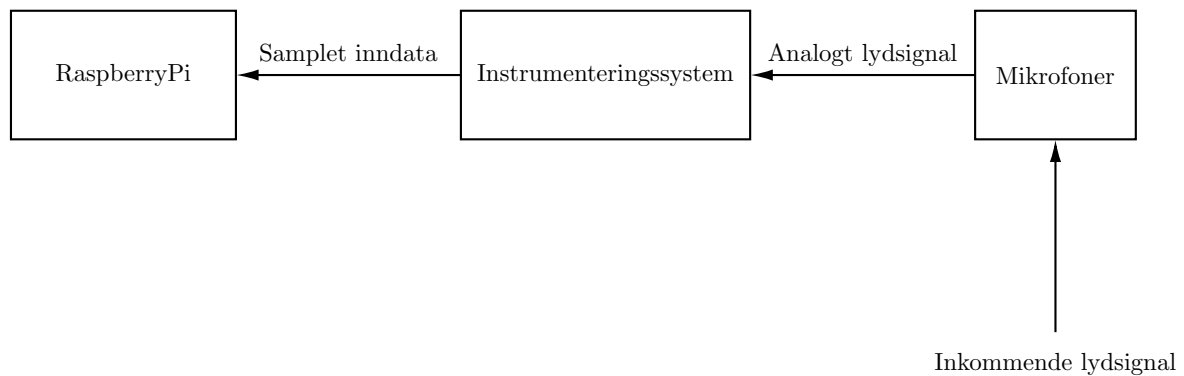 Samplet inndata
Analogt lydsignal
RaspberryPi
Instrumenteringssystem
Mikrofoner
Inkommende lydsignal